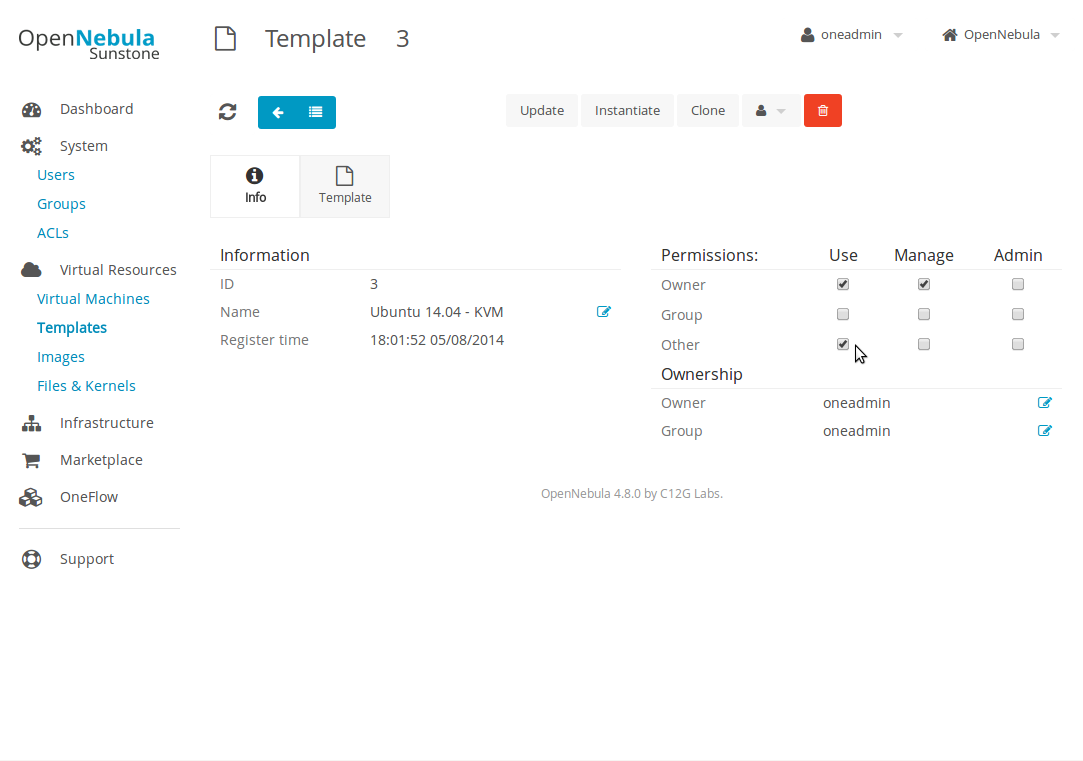 OpenNebula
Sunstone
Template 3
oneadmin
OpenNebula
Update
Instantiate
Clone
Info
Template
Dashboard
System
Users
Groups
ACLs
Virtual Resources
Virtual Machines
Templates
Images
Files & Kernels
Infrastructure
Marketplace
OneFlow
Support
Information
ID 3
Name Ubuntu 14.04 - KVM
Register time 18:01:52 05/08/2014
Permissions: Use Manage Admin
Owner
Group
Other
Ownership
Owner oneadmin
Group oneadmin
OpenNebula 4.8.0 by C12G Labs.